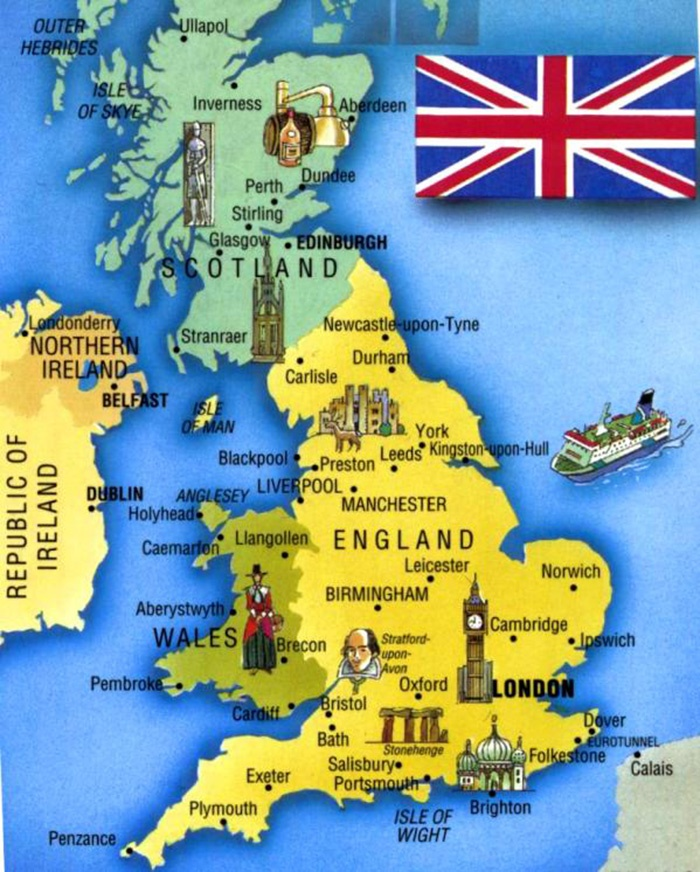 OUTER
HEBRIDES
Ullapol
ISLE
OF SKYE
Inverness
Aberdeen
Dundee
Perth
Stirling
Glasgow
EDINBURGH
SCOTLAND
Londonderry
NORTHERN
IRELAND
BELFAST
Stranraer
Newcastle-upon-Tyne
Durham
Carlisle
ISLE
OF MAN
York
Blackpool
Preston
Leeds
Kingston-upon-Hull
REPUBLIC OF
IRELAND
DUBLIN
ANGLESEY
LIVERPOOL
MANCHESTER
Holyhead
Caemarfon
Llangollen
ENGLAND
Leicester
Norwich
BIRMINGHAM
Aberystwyth
WALES
Brecon
Stratford-
upon-
Avon
Cambridge
Ipswich
Pembroke
Oxford
LONDON
Cardiff
Bristol
Bath
Stonehenge
Dover
EUROTUNNEL
Folkestone
Calais
Salisbury
Portsmouth
Exeter
Brighton
Plymouth
ISLE OF
WIGHT
Penzance